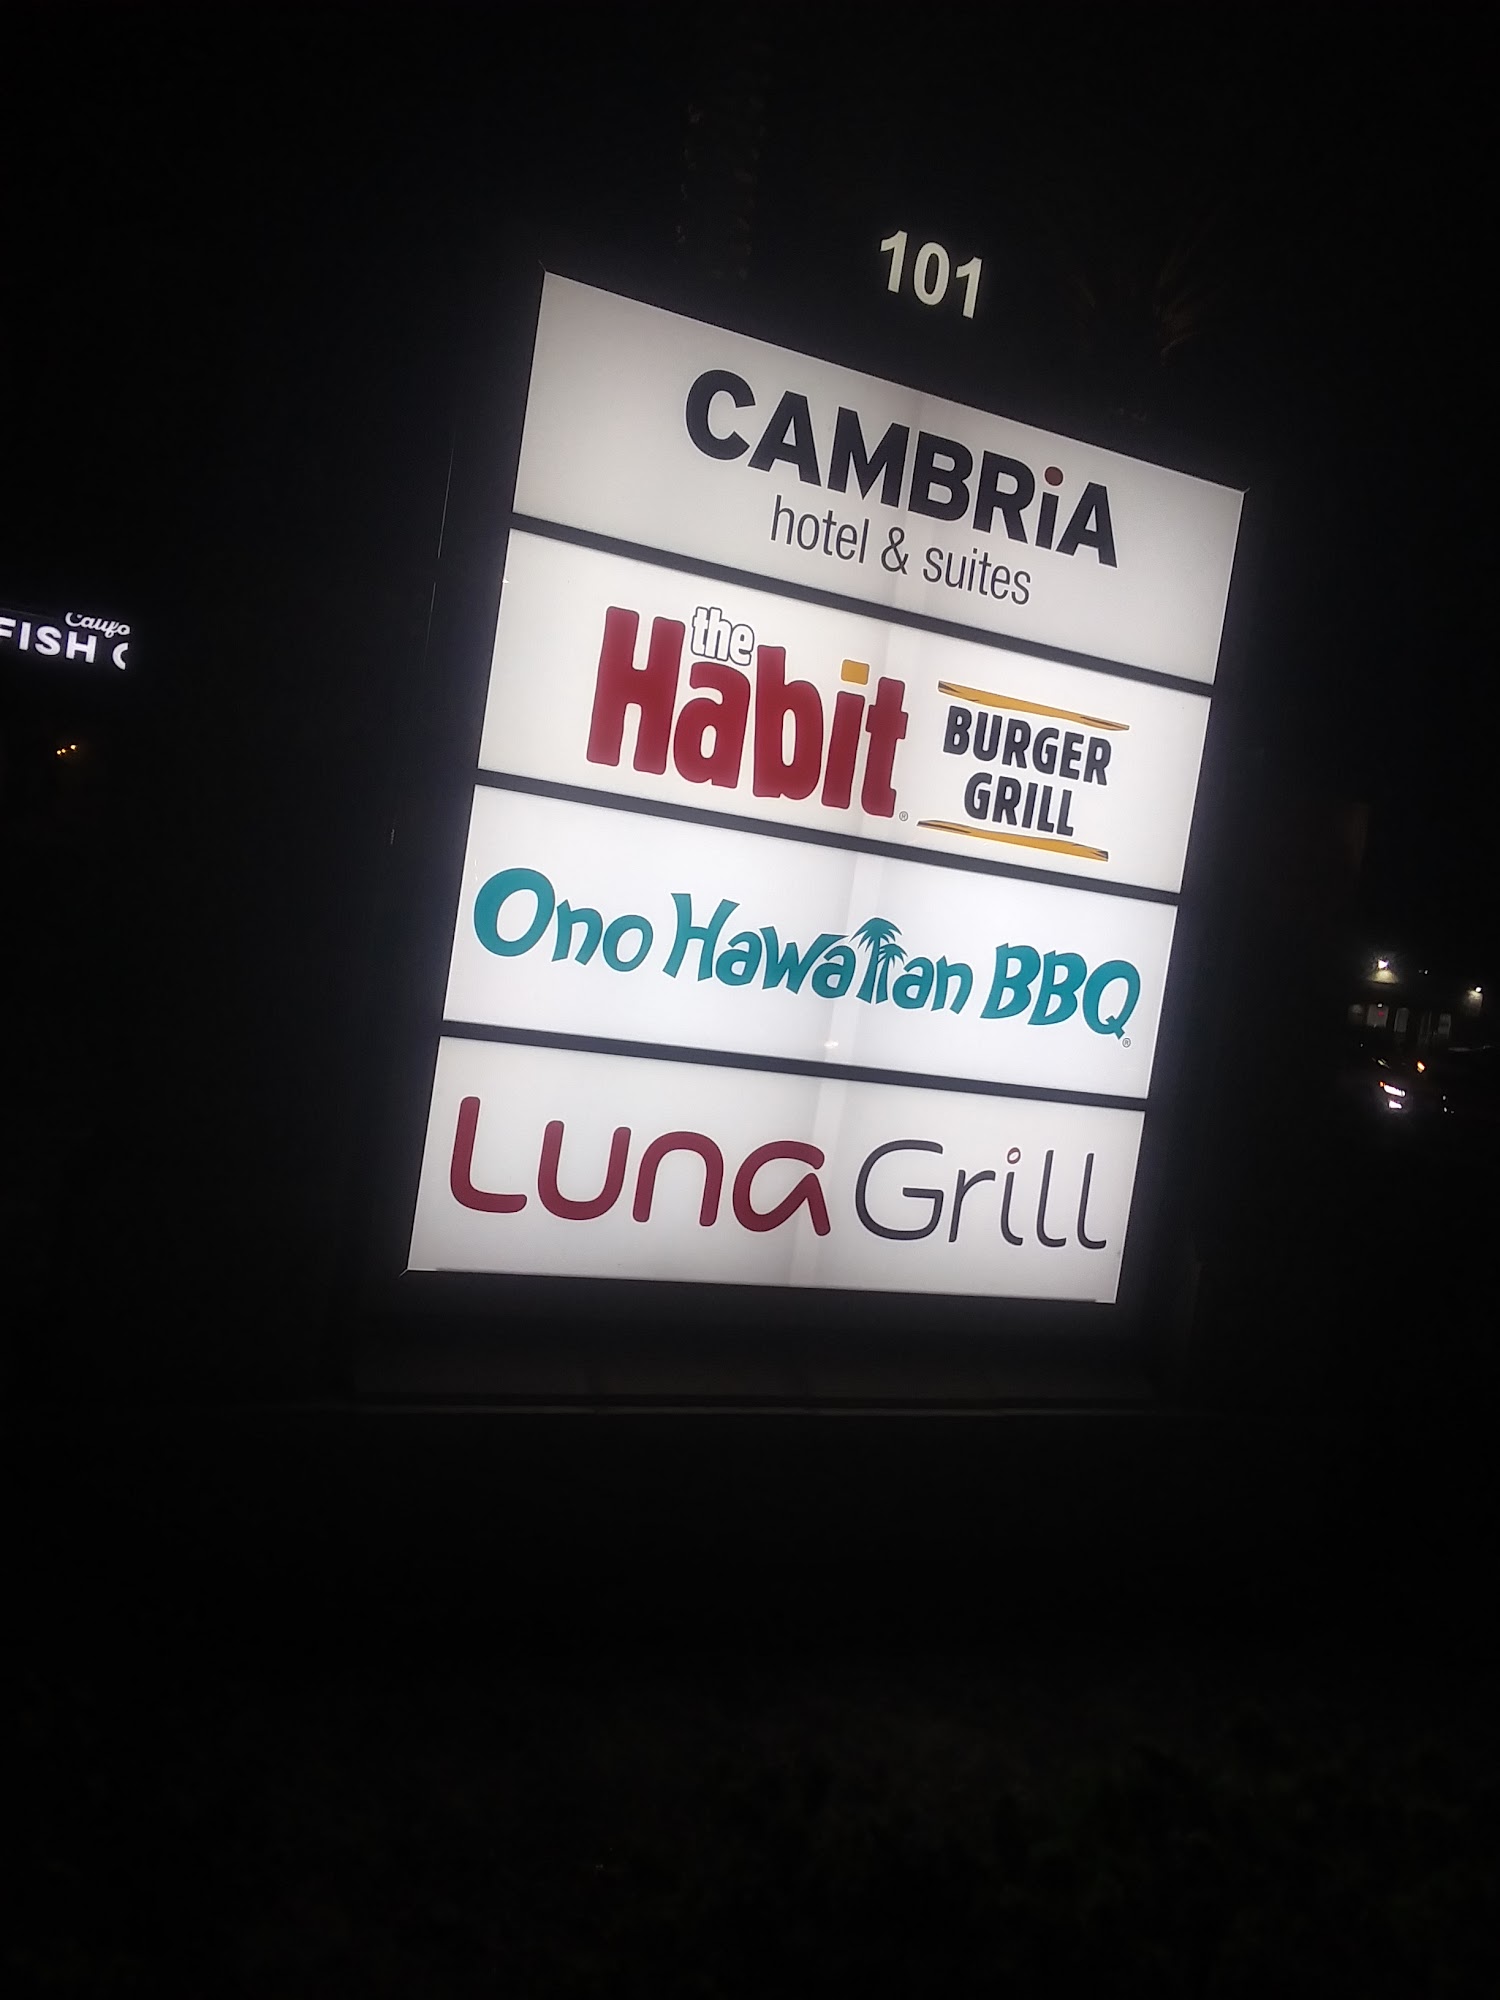 101
CAMBRiA
hotel & suites
the
Habit
BURGER
GRILL
Ono Hawaiian BBQ
Luna Grill
FISH